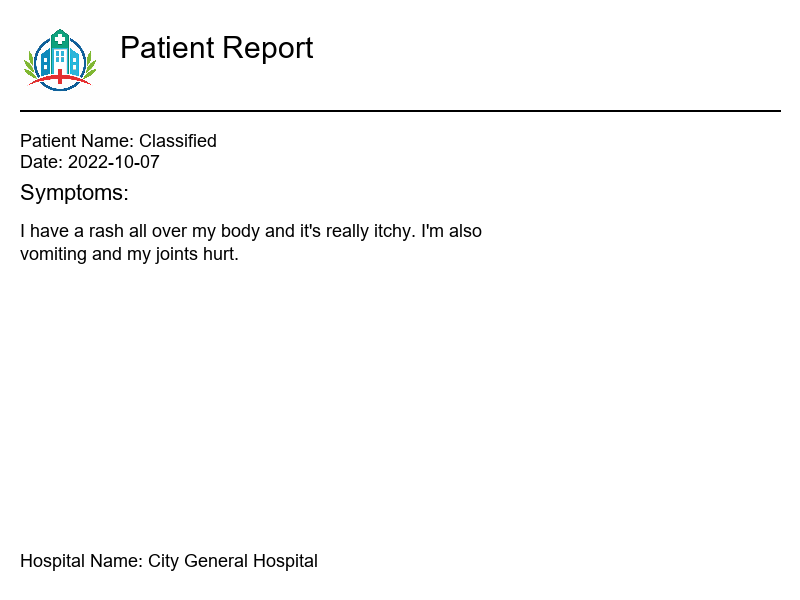 Patient Report
Patient Name: Classified
Date: 2022-10-07
Symptoms:
I have a rash all over my body and it's really itchy. I'm also
vomiting and my joints hurt.
Hospital Name: City General Hospital